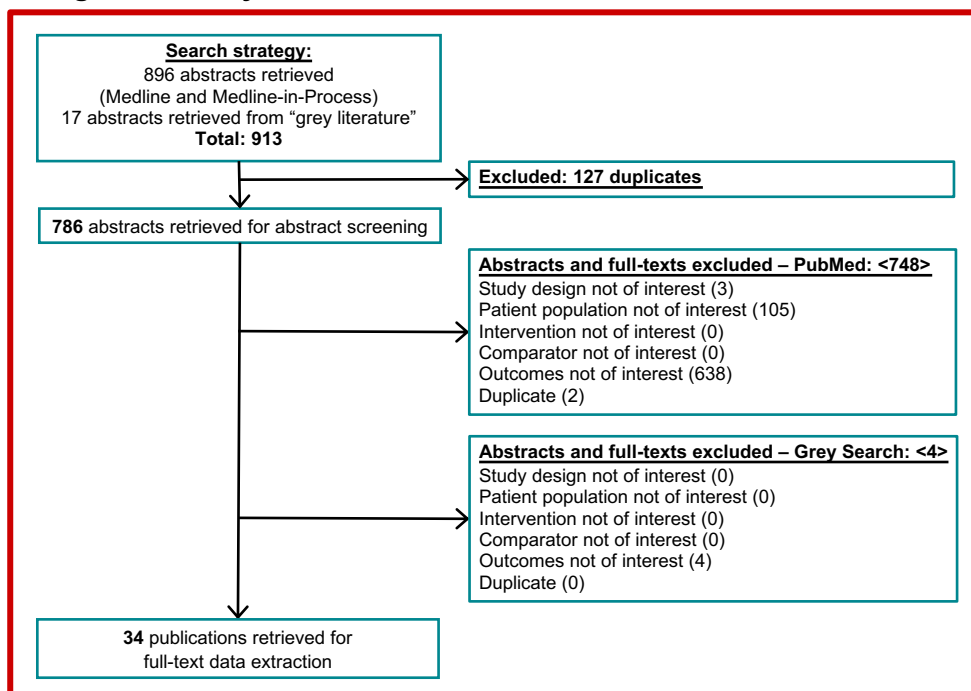 Search strategy:
896 abstracts retrieved
(Medline and Medline-in-Process)
17 abstracts retrieved from “grey literature”
Total: 913
Excluded: 127 duplicates
786 abstracts retrieved for abstract screening
Abstracts and full-texts excluded – PubMed: <748>
Study design not of interest (3)
Patient population not of interest (105)
Intervention not of interest (0)
Comparator not of interest (0)
Outcomes not of interest (638)
Duplicate (2)
Abstracts and full-texts excluded – Grey Search: <4>
Study design not of interest (0)
Patient population not of interest (0)
Intervention not of interest (0)
Comparator not of interest (0)
Outcomes not of interest (4)
Duplicate (0)
34 publications retrieved for
full-text data extraction